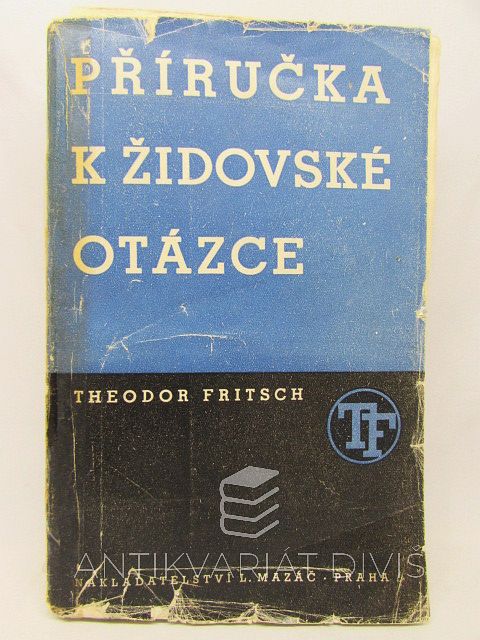 PŘÍRUČKA
K ŽIDOVSKÉ
OTÁZCE
THEODOR FRITSCH
TF
ANTIKVARIÁT DIVIŠ
NAKLADATELSTVÍ L. MAZÁČ · PRAHA